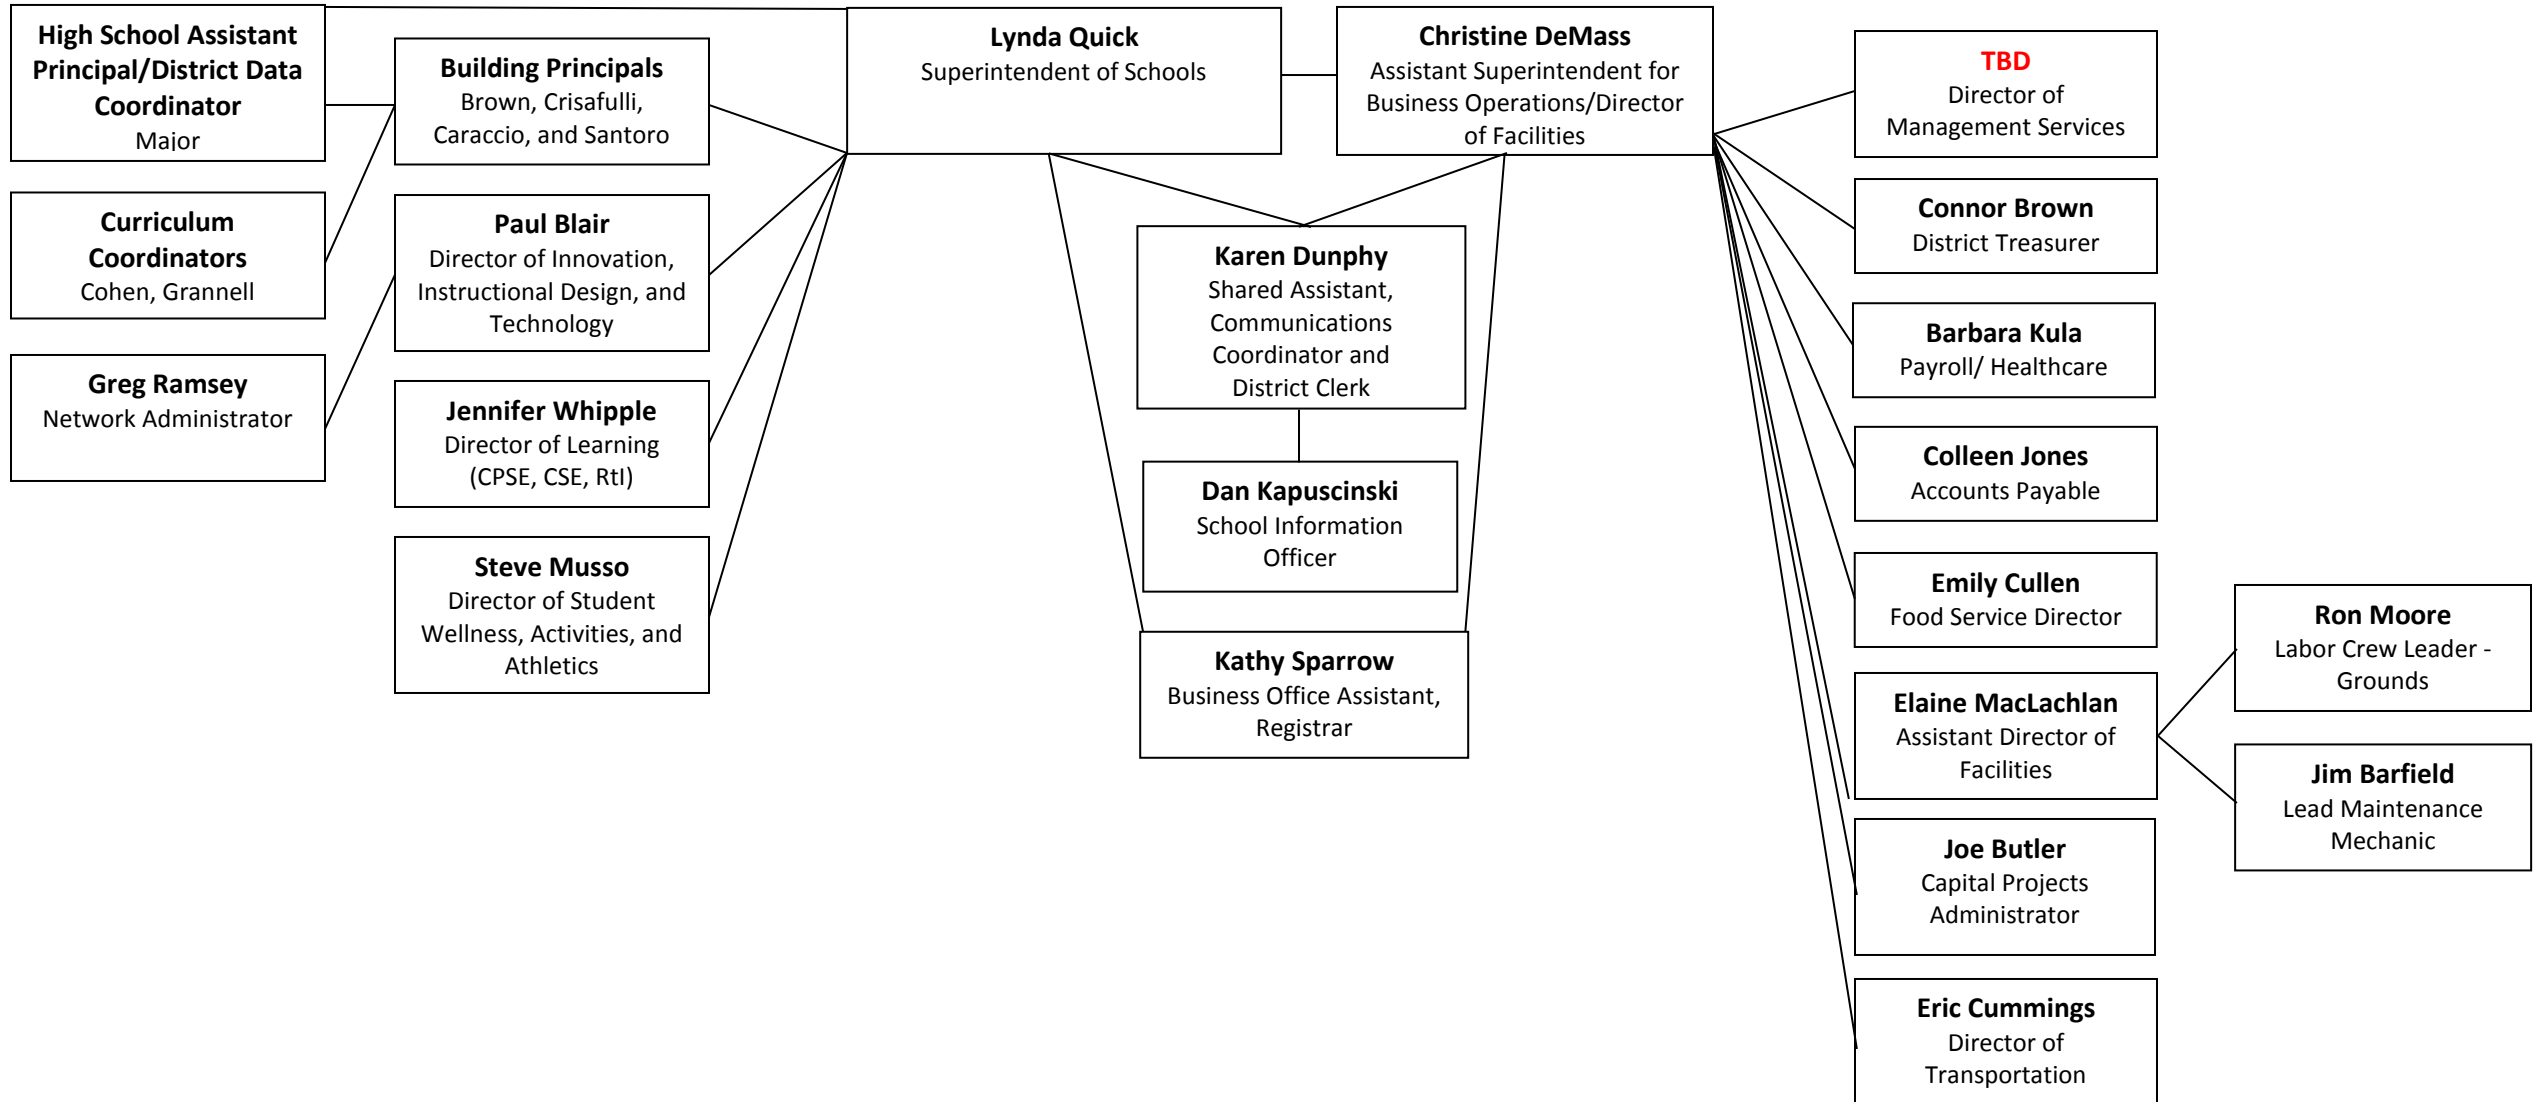 High School Assistant
Principal/District Data
Coordinator
Major
Curriculum
Coordinators
Cohen, Grannell
Greg Ramsey
Network Administrator
Building Principals
Brown, Crisafulli,
Caraccio, and Santoro
Paul Blair
Director of Innovation,
Instructional Design, and
Technology
Jennifer Whipple
Director of Learning
(CPSE, CSE, RtI)
Steve Musso
Director of Student
Wellness, Activities, and
Athletics
Lynda Quick
Superintendent of Schools
Christine DeMass
Assistant Superintendent for
Business Operations/Director
of Facilities
Karen Dunphy
Shared Assistant,
Communications
Coordinator and
District Clerk
Dan Kapuscinski
School Information
Officer
Kathy Sparrow
Business Office Assistant,
Registrar
TBD
Director of
Management Services
Connor Brown
District Treasurer
Barbara Kula
Payroll/ Healthcare
Colleen Jones
Accounts Payable
Emily Cullen
Food Service Director
Elaine MacLachlan
Assistant Director of
Facilities
Joe Butler
Capital Projects
Administrator
Eric Cummings
Director of
Transportation
Ron Moore
Labor Crew Leader -
Grounds
Jim Barfield
Lead Maintenance
Mechanic